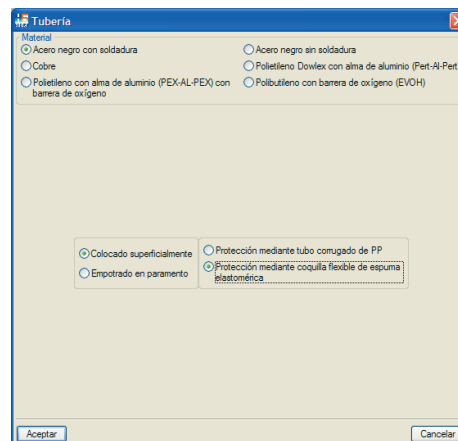 Tubería
Material
Acero negro con soldadura
Acero negro sin soldadura
Cobre
Polietileno Dowlex con alma de aluminio (Pert-Al-Pert
Polietileno con alma de aluminio (PEX-AL-PEX) con
barrera de oxígeno
Polibutileno con barrera de oxígeno (EVOH)
Colocado superficialmente
Empotrado en paramento
Protección mediante tubo corrugado de PP
Protección mediante coquilla flexible de espuma
elastomérica
Aceptar
Cancelar